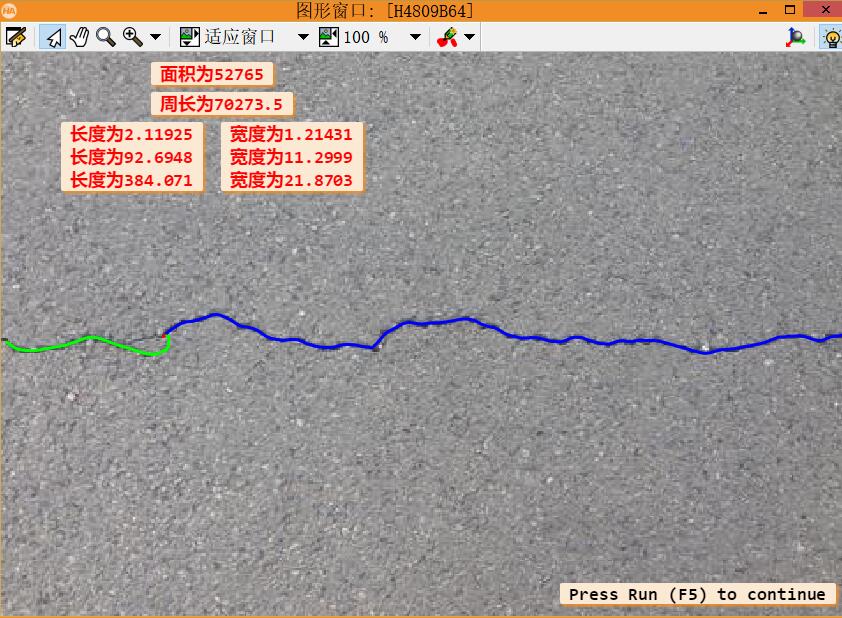 HA
图形窗口: [H4809B64]
适应窗口
100 %
面积为52765
周长为70273.5
长度为2.11925
长度为92.6948
长度为384.071
宽度为1.21431
宽度为11.2999
宽度为21.8703
Press Run (F5) to continue